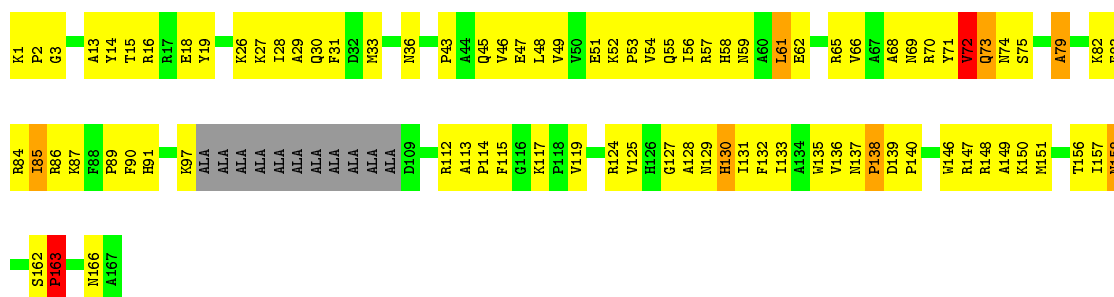 K1 P2 G3 A13 Y14 T15 R16 R17 E18 Y19 K26 K27 I28 A29 Q30 F31 D32 M33 N36 P43 A44 Q45 V46 E47 L48 V49 V50 E51 K52 P53 V54 Q55 I56 R57 H58 N59 A60 L61 E62 R65 V66 A67 A68 N69 R70 Y71 V72 Q73 N74 S75 A79 K82
R84 I85 R86 K87 F88 P89 F90 H91 K97 ALA ALA ALA ALA ALA ALA ALA ALA ALA ALA ALA D109 R112 A113 P114 F115 G116 K117 P118 V119 R124 V125 H126 G127 A128 N129 H130 I131 F132 I133 A134 W135 V136 N137 P138 D139 P140 W146 R147 R148 A149 K150 M151 T156 I157
S162 P163 N166 A167